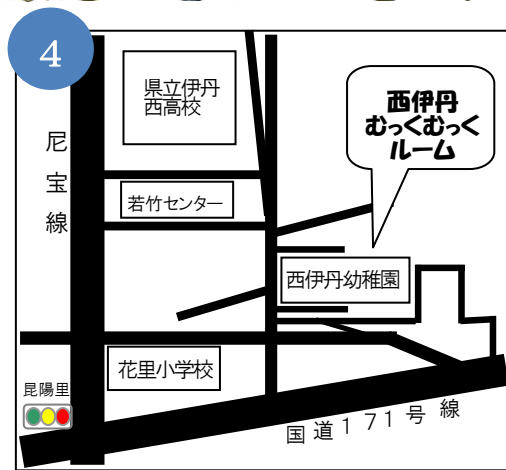 4
県立伊丹
西高校
西伊丹
むっくむっく
ルーム
尼宝線
若竹センター
西伊丹幼稚園
花里小学校
昆陽里
国道171号線